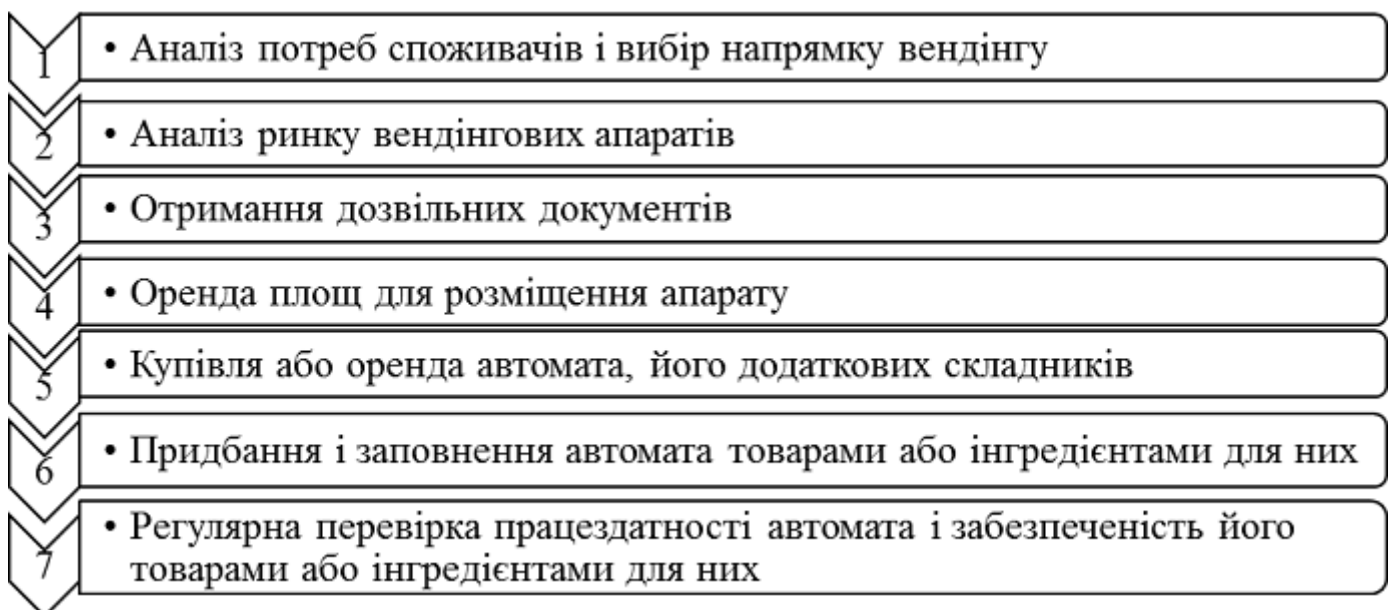 1
• Аналіз потреб споживачів і вибір напрямку вендінгу
2
• Аналіз ринку вендінгових апаратів
3
• Отримання дозвільних документів
4
• Оренда площ для розміщення апарату
5
• Купівля або оренда автомата, його додаткових складників
6
• Придбання і заповнення автомата товарами або інгредієнтами для них
7
• Регулярна перевірка працездатності автомата і забезпеченість його
товарами або інгредієнтами для них